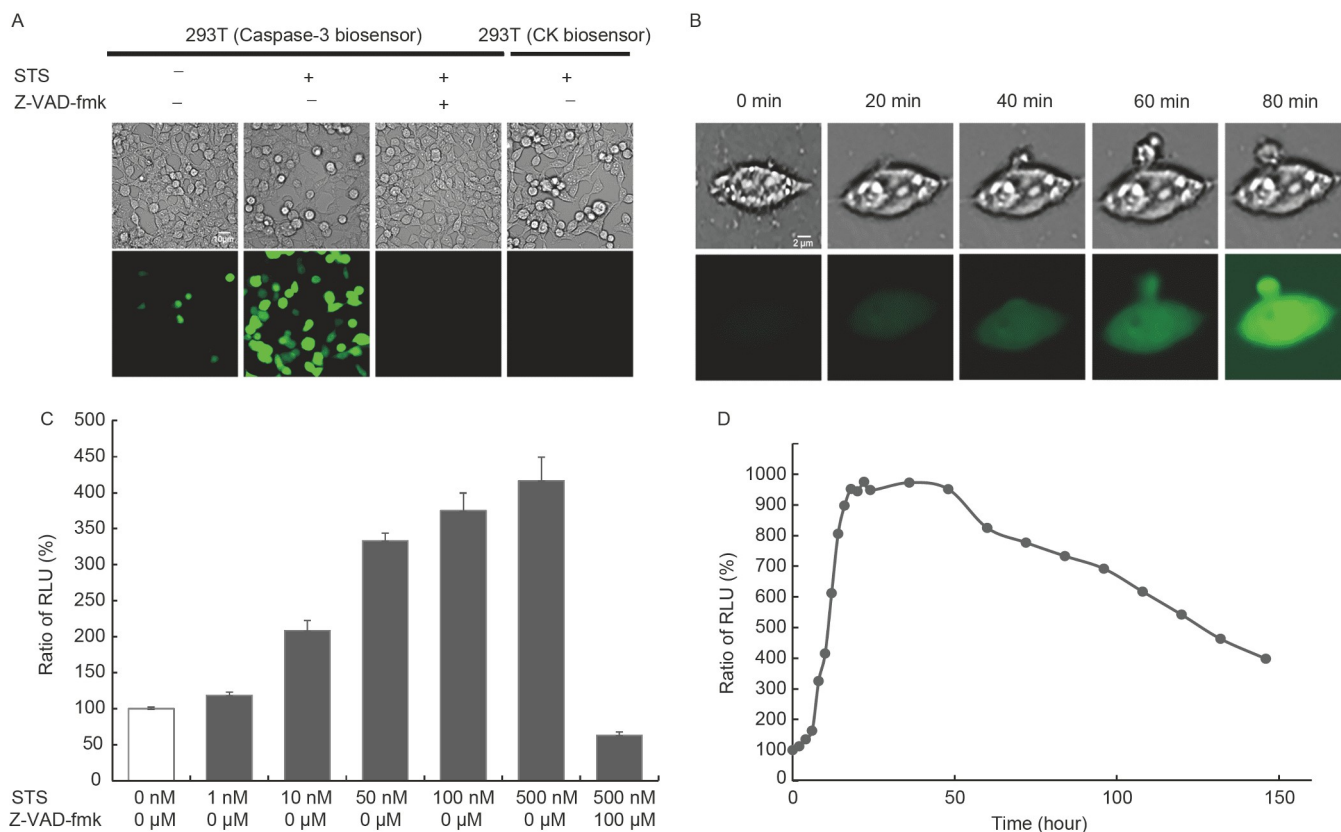 A
293T (Caspase-3 biosensor) 293T (CK biosensor)
STS – + + +
Z-VAD-fmk – – + –
10μm
B
0 min 20 min 40 min 60 min 80 min
2 μm
C
Ratio of RLU (%)
500
450
400
350
300
250
200
150
100
50
0
STS 0 nM 1 nM 10 nM 50 nM 100 nM 500 nM 500 nM
Z-VAD-fmk 0 μM 0 μM 0 μM 0 μM 0 μM 0 μM 100 μM
D
Ratio of RLU (%)
1000
900
800
700
600
500
400
300
200
100
0 50 100 150
Time (hour)